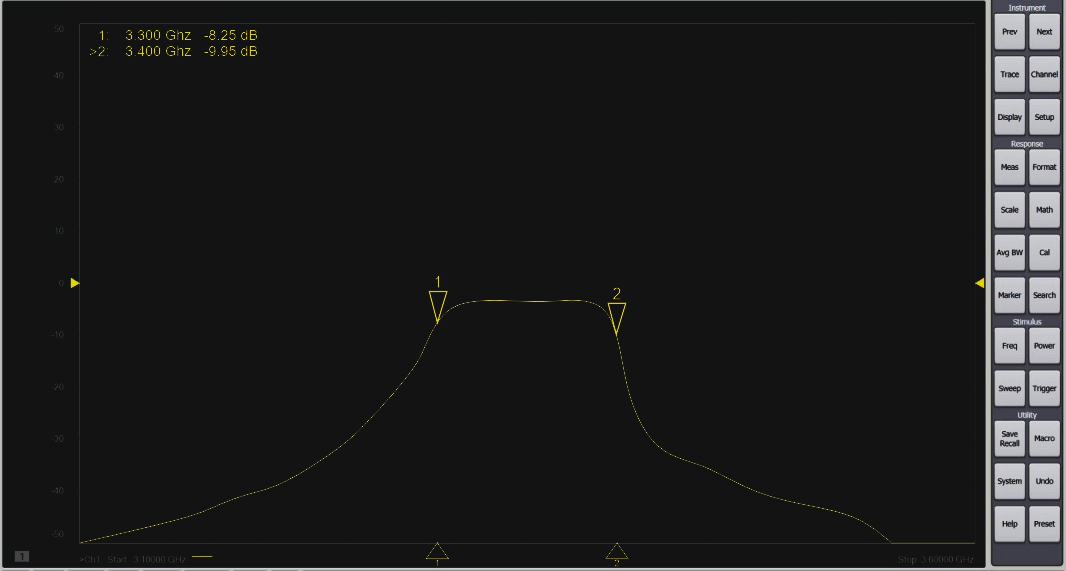 1: 3.300 Ghz -8.25 dB
>2: 3.400 Ghz -9.95 dB
50
40
30
20
10
0
-10
-20
-30
-40
-50
1
2
1
2
1
>Ch1: Start 3.10000 GHz
Stop 3.60000 GHz
Instrument
Prev Next
Trace Channel
Display Setup
Response
Meas Format
Scale Math
Avg BW Cal
Marker Search
Stimulus
Freq Power
Sweep Trigger
Utility
Save Recall Macro
System Undo
Help Preset